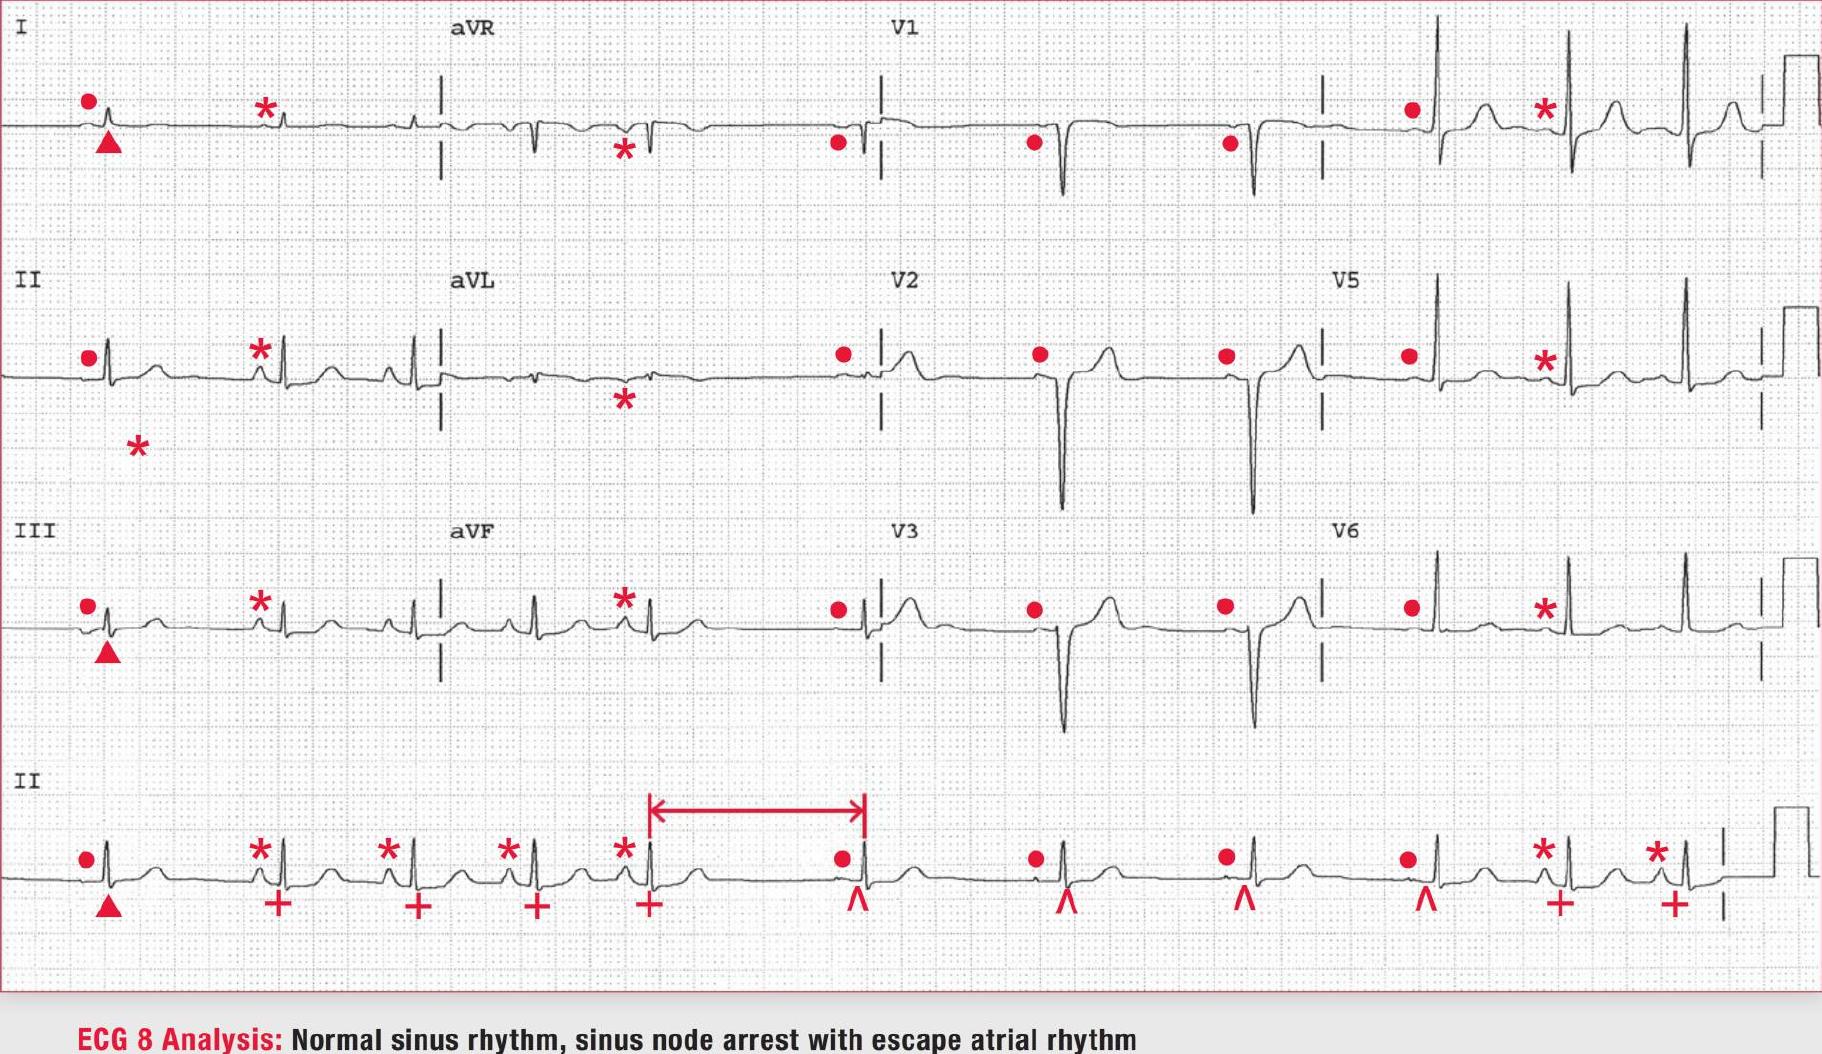 I aVR V1
II aVL V2 V5
III aVF V3 V6
II
ECG 8 Analysis: Normal sinus rhythm, sinus node arrest with escape atrial rhythm